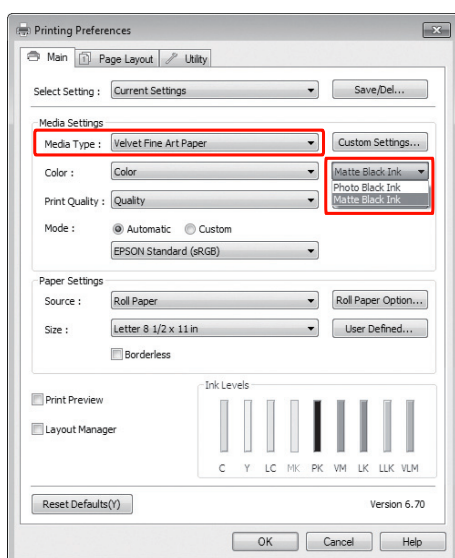 Printing Preferences
Main Page Layout Utility
Select Setting : Current Settings Save/Del...
Media Settings
Media Type : Velvet Fine Art Paper Custom Settings...
Color : Color Matte Black Ink
Photo Black Ink
Matte Black Ink
Print Quality : Quality
Mode : Automatic Custom
EPSON Standard (sRGB)
Paper Settings
Source : Roll Paper Roll Paper Option...
Size : Letter 8 1/2 x 11 in User Defined...
Borderless
Ink Levels
Print Preview
Layout Manager
C Y LC MK PK VM LK LLK VLM
Reset Defaults(Y) Version 6.70
OK Cancel Help